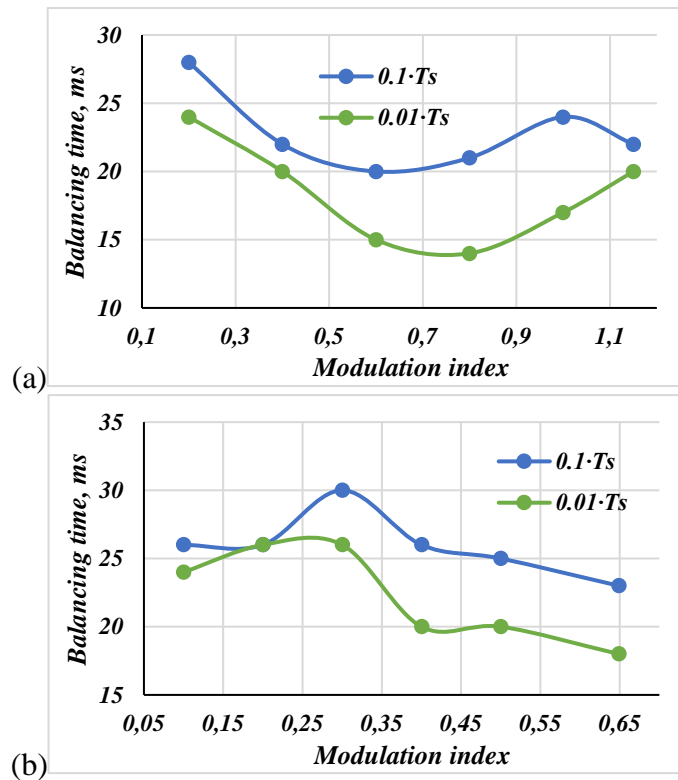 30
25
20
15
10
Balancing time, ms
0.1·Ts
0.01·Ts
0,1 0,3 0,5 0,7 0,9 1,1
Modulation index
(a)
35
30
25
20
15
Balancing time, ms
0.1·Ts
0.01·Ts
0,05 0,15 0,25 0,35 0,45 0,55 0,65
Modulation index
(b)